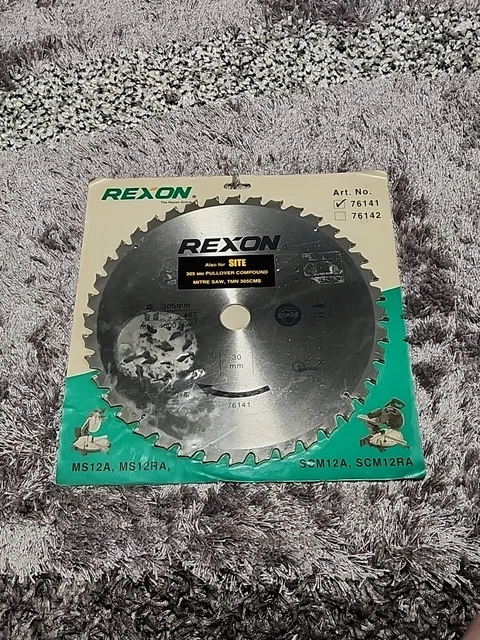 REXON
Art. No.
76141
76142
REXON
Also for SITE
305 MM PULLOVER COMPOUND
MITRE SAW, TMN 305CMS
305mm
40T
30
mm
76141
MS12A, MS12RA,
SCM12A, SCM12RA